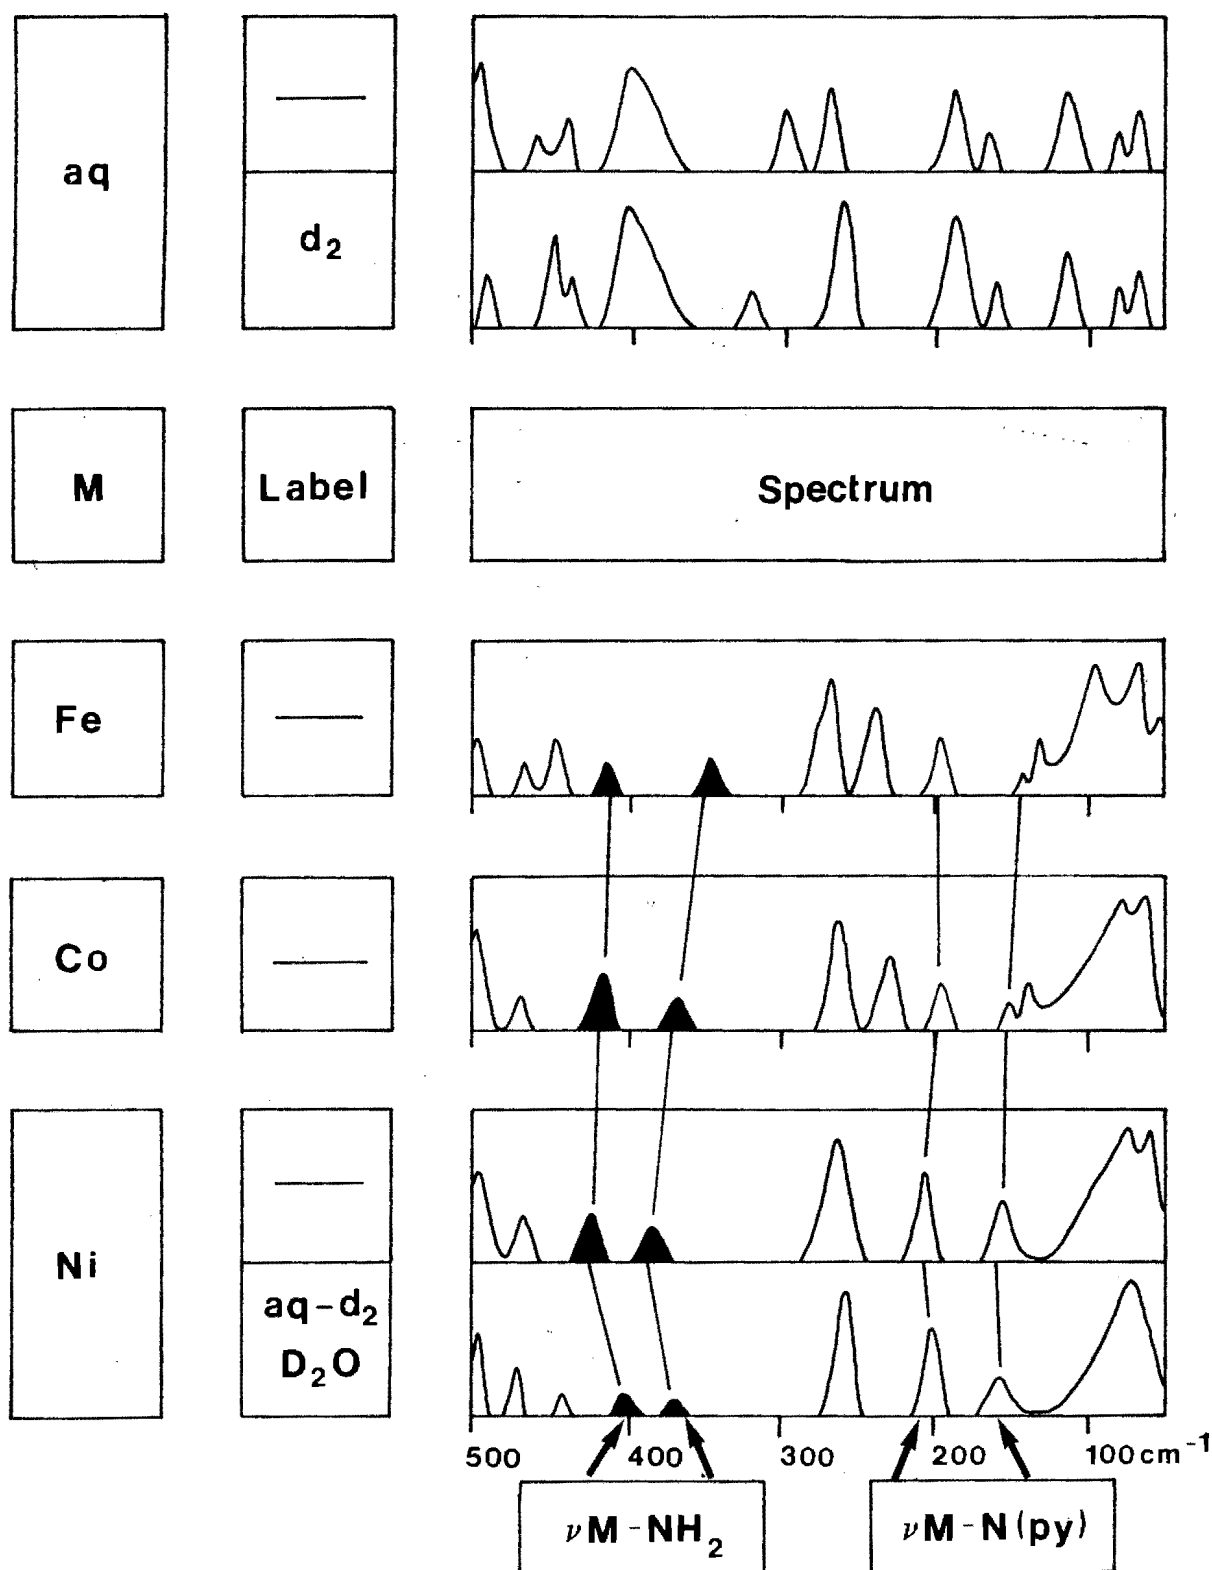 aq
—
d₂
M
Label
Spectrum
Fe
—
Co
—
Ni
—
aq-d₂
D₂O
500 400 300 200 100 cm⁻¹
νM-NH₂
νM-N(py)